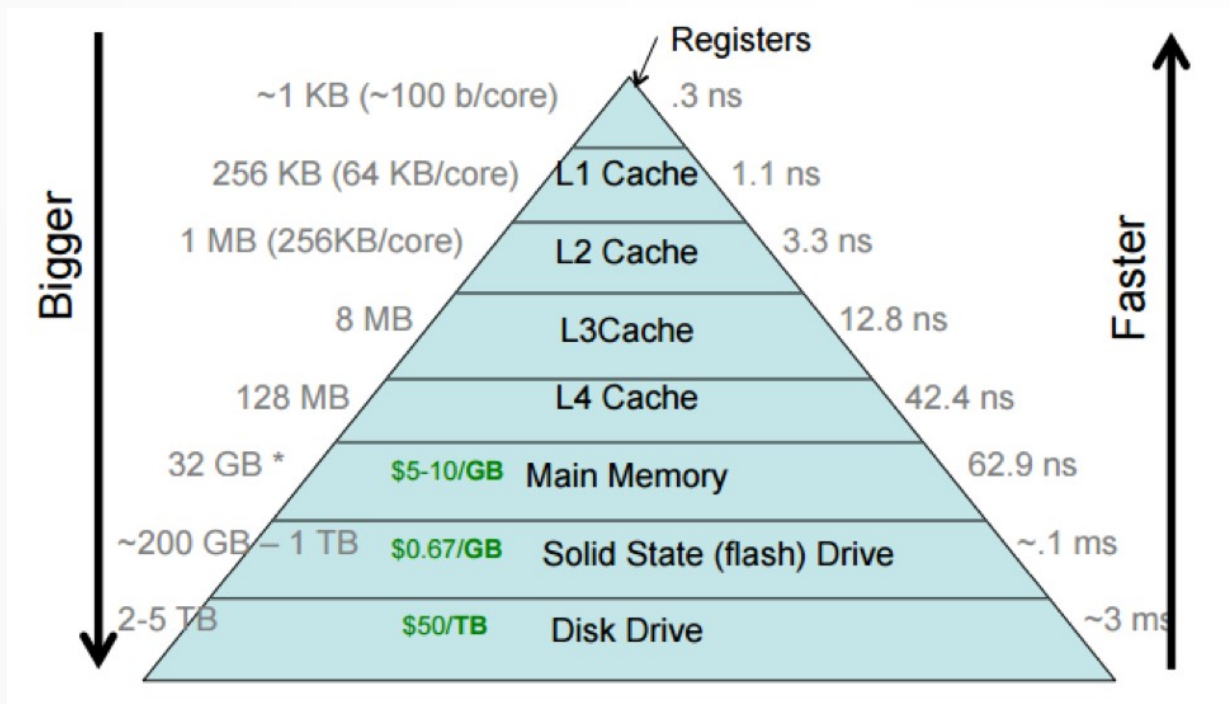 Registers
~1 KB (~100 b/core) .3 ns
256 KB (64 KB/core) L1 Cache 1.1 ns
1 MB (256KB/core) L2 Cache 3.3 ns
8 MB L3Cache 12.8 ns
128 MB L4 Cache 42.4 ns
32 GB * $5-10/GB Main Memory 62.9 ns
~200 GB – 1 TB $0.67/GB Solid State (flash) Drive ~.1 ms
2-5 TB $50/TB Disk Drive ~3 ms
Bigger
Faster